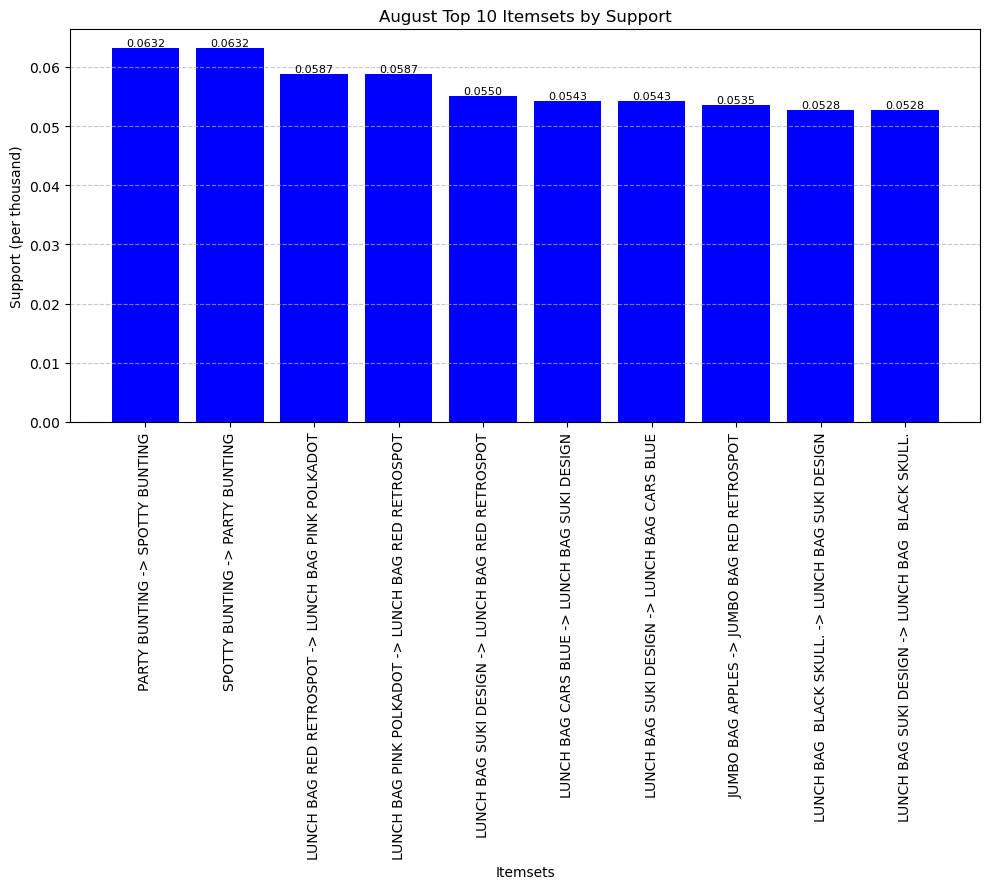 August Top 10 Itemsets by Support
Support (per thousand)
0.06
0.05
0.04
0.03
0.02
0.01
0.00
0.0632
0.0632
0.0587
0.0587
0.0550
0.0543
0.0543
0.0535
0.0528
0.0528
PARTY BUNTING -> SPOTTY BUNTING
SPOTTY BUNTING -> PARTY BUNTING
LUNCH BAG RED RETROSPOT -> LUNCH BAG PINK POLKADOT
LUNCH BAG PINK POLKADOT -> LUNCH BAG RED RETROSPOT
LUNCH BAG SUKI DESIGN -> LUNCH BAG RED RETROSPOT
LUNCH BAG CARS BLUE -> LUNCH BAG SUKI DESIGN
LUNCH BAG SUKI DESIGN -> LUNCH BAG CARS BLUE
JUMBO BAG APPLES -> JUMBO BAG RED RETROSPOT
LUNCH BAG  BLACK SKULL. -> LUNCH BAG SUKI DESIGN
LUNCH BAG SUKI DESIGN -> LUNCH BAG  BLACK SKULL.
Itemsets